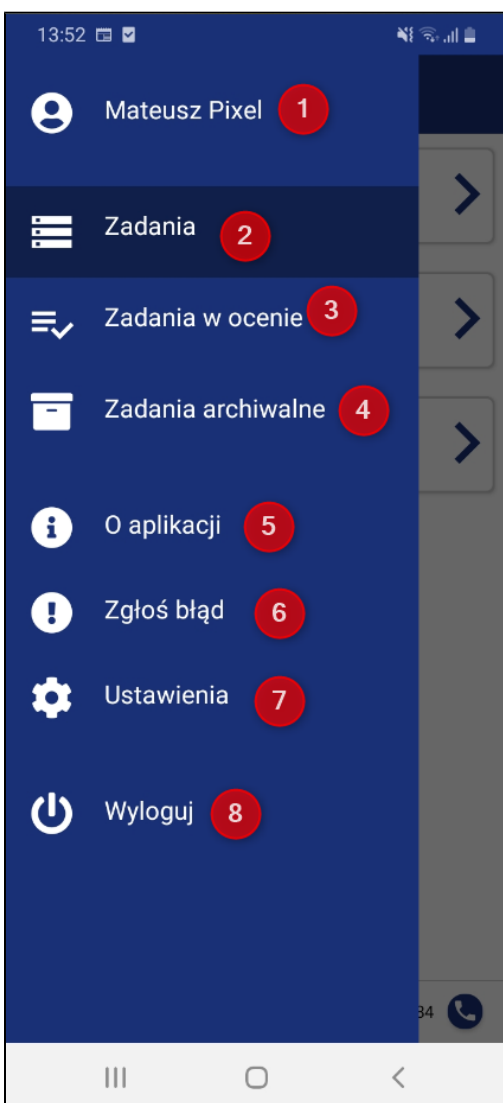 13:52
Mateusz Pixel 1
Zadania 2
Zadania w ocenie 3
Zadania archiwalne 4
O aplikacji 5
Zgłoś błąd 6
Ustawienia 7
Wyloguj 8
34